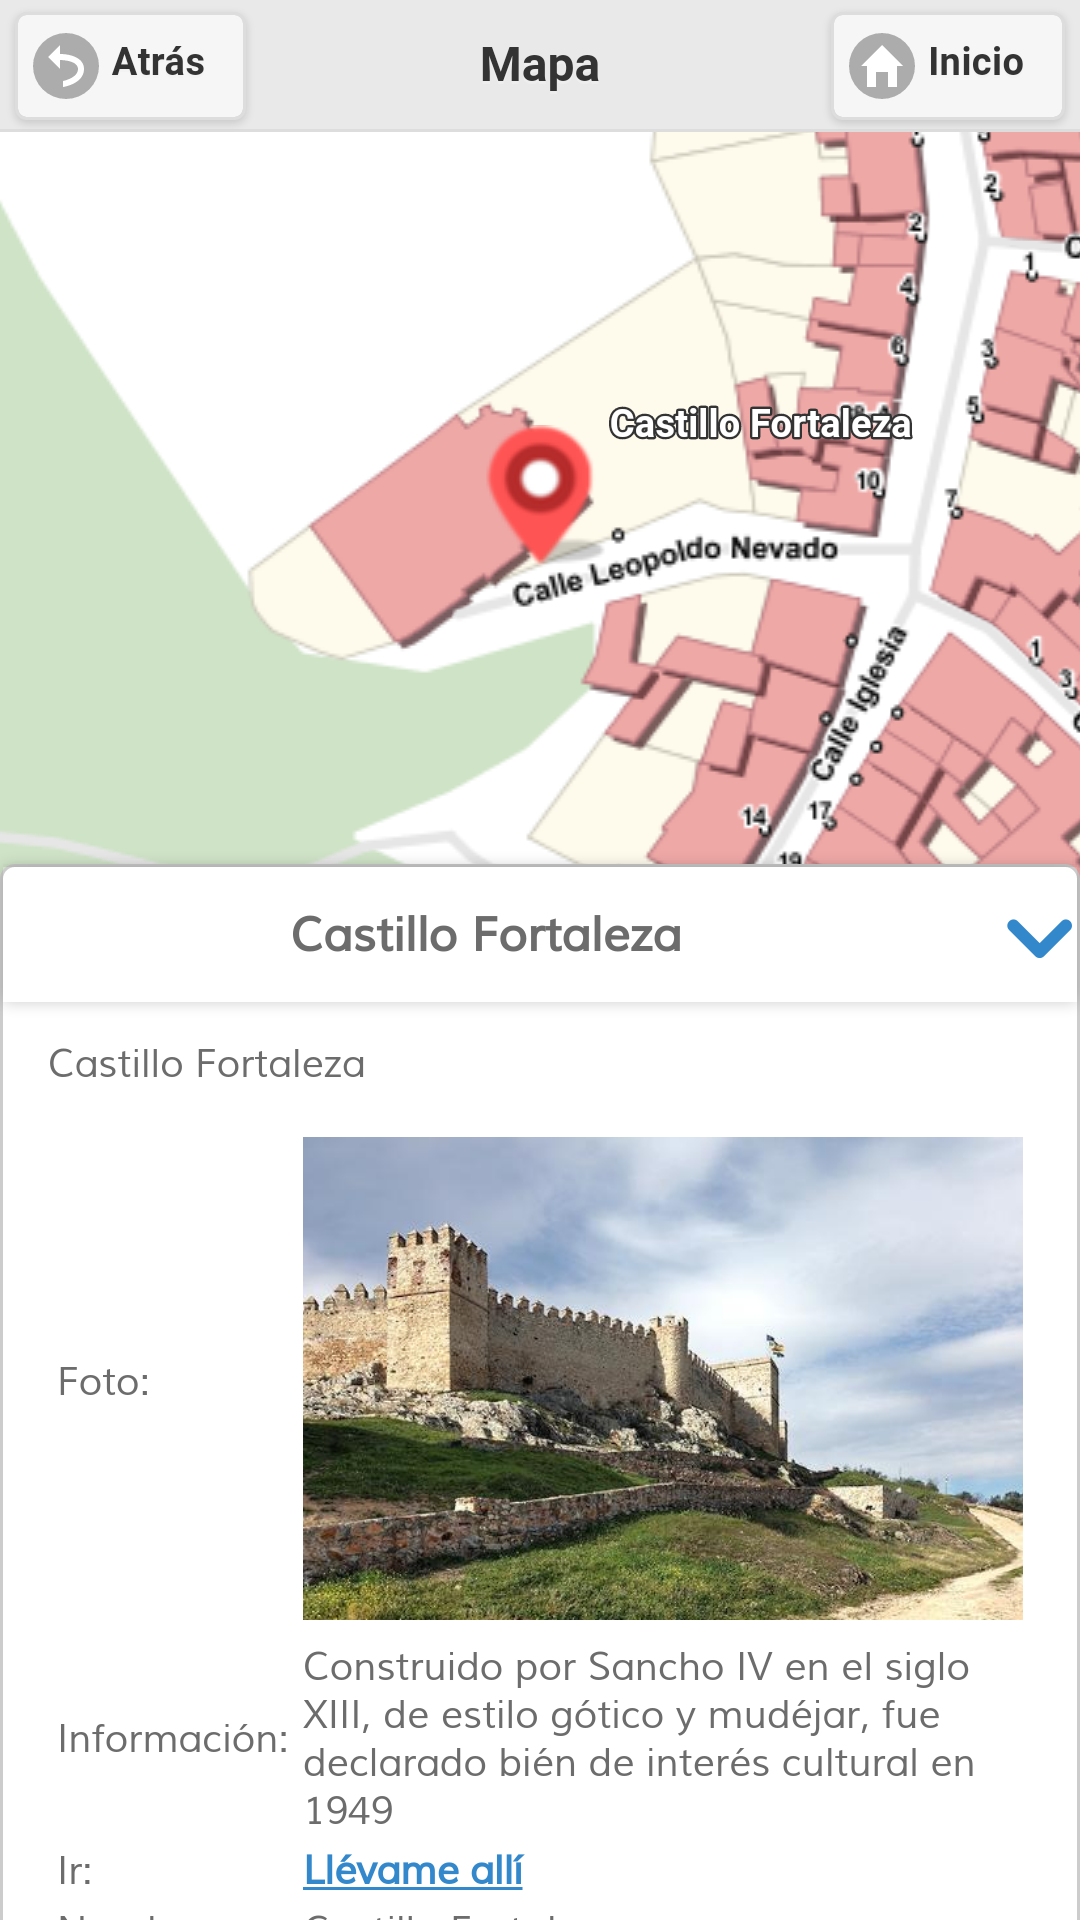 Atrás
Mapa
Inicio
2
2
1
4
6
3
5
Castillo Fortaleza
10
7
Calle Leopoldo Nevado
1
3
Calle Iglesia
14
17
19
Castillo Fortaleza
Castillo Fortaleza
Foto:
Información:
Construido por Sancho IV en el siglo
XIII, de estilo gótico y mudéjar, fue
declarado bién de interés cultural en
1949
Ir:
Llévame allí